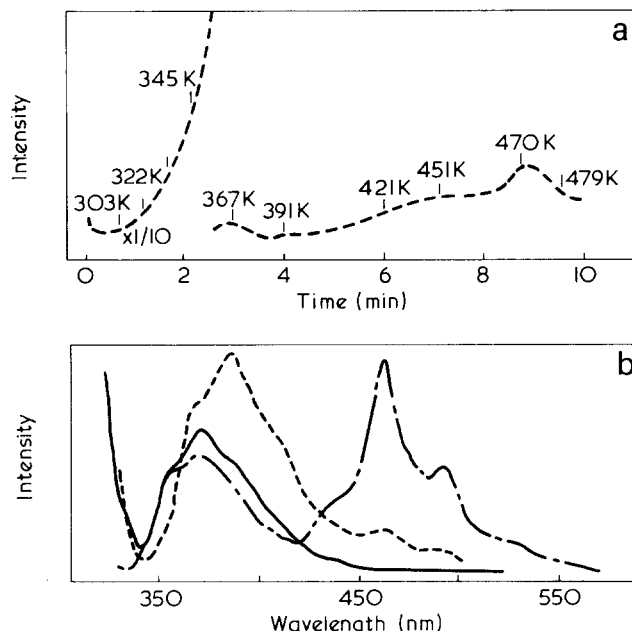 a
Intensity
303K
322K
345K
x1/10
367K
391K
421K
451K
470K
479K
0 2 4 6 8 10
Time (min)
b
Intensity
350 450 550
Wavelength (nm)